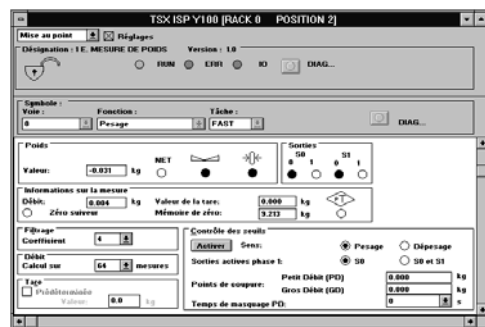 TSX ISP Y100 [RACK 0 POSITION 2]
Mise au point Réglages
Désignation : 1 E. MESURE DE POIDS Version : 1.0
RUN ERR IO DIAG...
Symbole :
Voie : Fonction : Tâche :
0 Pesage FAST DIAG...
Poids Sorties
NET S0 S1
0 1 0 1
Valeur: -0.031 kg
Informations sur la mesure
Débit: 0.004 kg Valeur de la tare: 0.000 kg PT
Zéro suiveur Mémoire de zéro: 9.213 kg
Filtrage Contrôle des seuils
Coefficient 4 Activer Sens: Pesage Dépesage
Débit Sorties actives phase 1: S0 S0 et S1
Calcul sur 64 mesures
Points de coupure: Petit Débit (PD) 0.000 kg
Gros Débit (GD) 0.000 kg
Tare
Prédéterminée
Valeur: 0.0 kg
Temps de masquage PD: 0 s